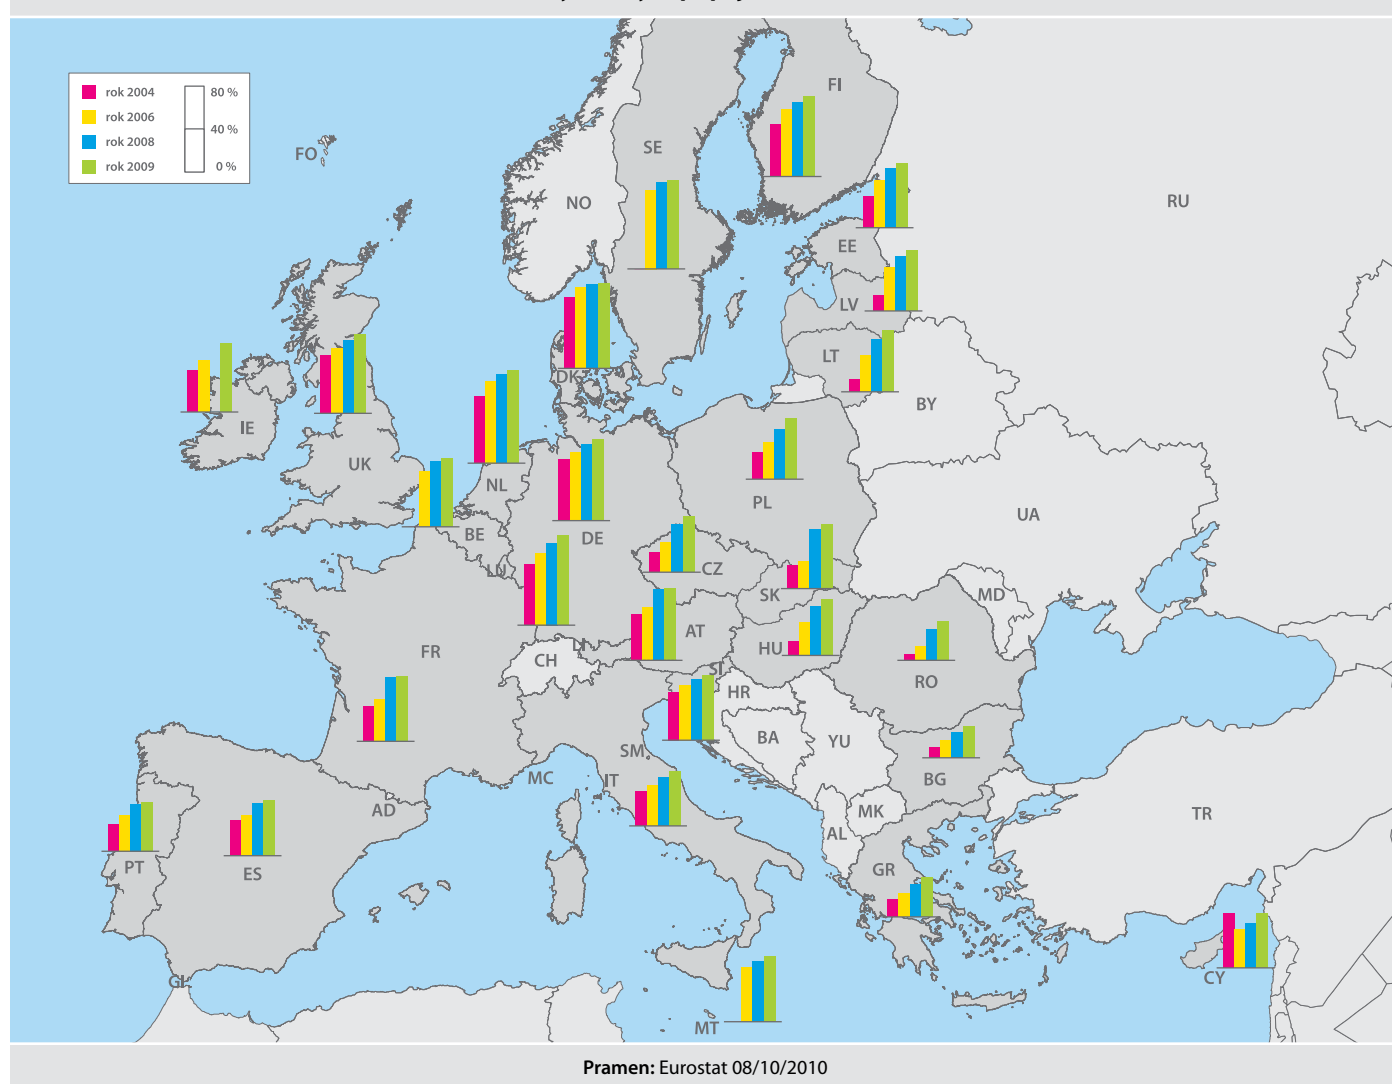 rok 2004
80 %
rok 2006
40 %
rok 2008
rok 2009
0 %
FI
FO
SE
NO
RU
EE
LV
LT
DK
BY
IE
UK
NL
PL
UA
BE
DE
LU
CZ
SK
MD
AT
FR
LI
HU
CH
SI
RO
HR
BA
YU
SM
MC
IT
BG
AD
MK
TR
AL
PT
ES
GR
GI
CY
MT
Pramen: Eurostat 08/10/2010